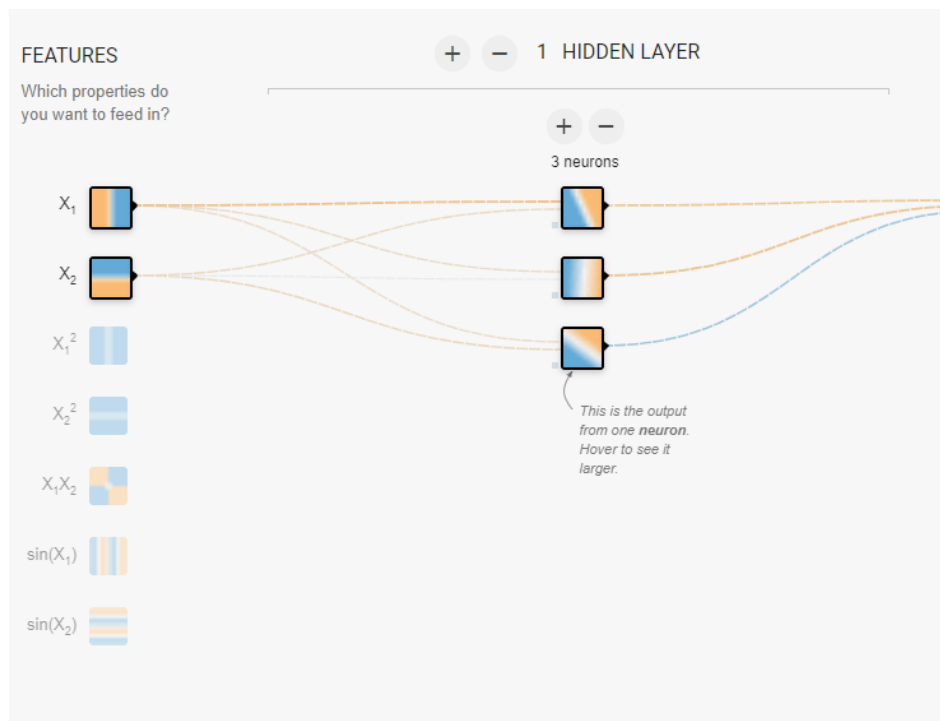 FEATURES
Which properties do
you want to feed in?
+ − 1 HIDDEN LAYER
+ −
3 neurons
X₁
X₂
X₁²
X₂²
X₁X₂
sin(X₁)
sin(X₂)
This is the output
from one neuron.
Hover to see it
larger.